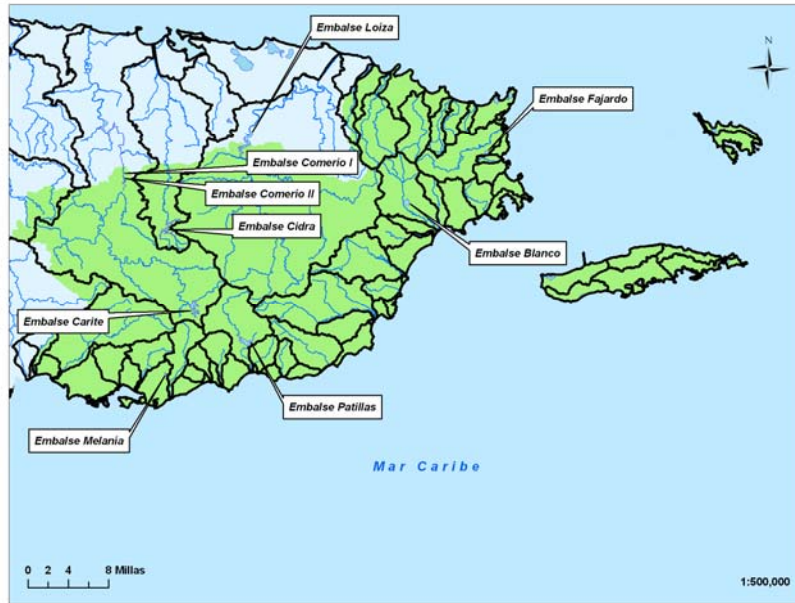 Embalse Loiza
N
Embalse Fajardo
Embalse Comerio I
Embalse Comerio II
Embalse Cidra
Embalse Blanco
Embalse Carite
Embalse Patillas
Embalse Melania
Mar Caribe
0 2 4 8 Millas
1:500,000